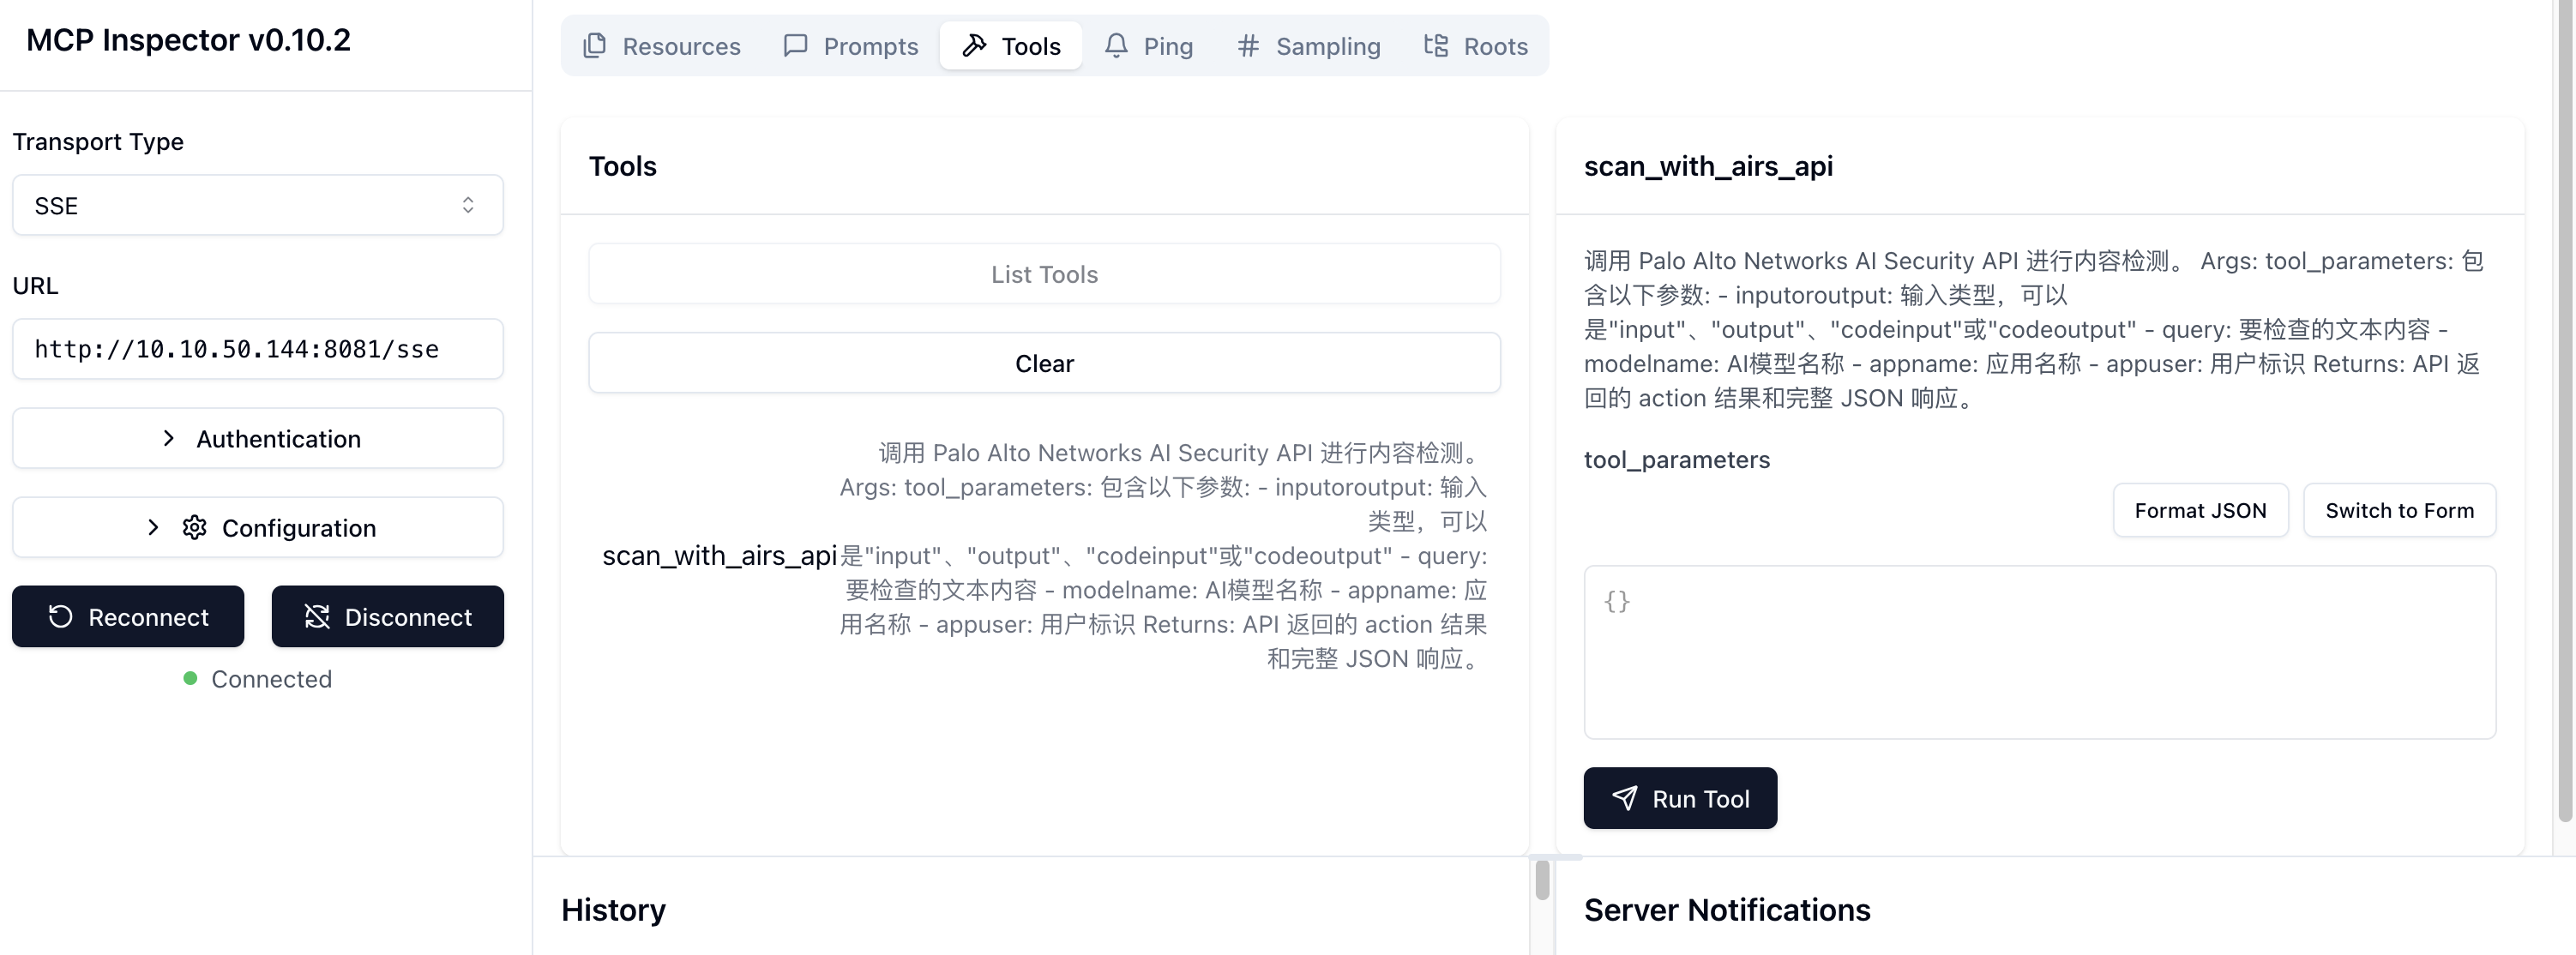 MCP Inspector v0.10.2
Transport Type
SSE
URL
http://10.10.50.144:8081/sse
Authentication
Configuration
Reconnect
Disconnect
Connected
Resources
Prompts
Tools
Ping
Sampling
Roots
Tools
List Tools
Clear
scan_with_airs_api
调用 Palo Alto Networks AI Security API 进行内容检测。
Args: tool_parameters: 包含以下参数: - inputoroutput: 输入
类型，可以
是"input"、"output"、"codeinput"或"codeoutput" - query:
要检查的文本内容 - modelname: AI模型名称 - appname: 应
用名称 - appuser: 用户标识 Returns: API 返回的 action 结果
和完整 JSON 响应。
scan_with_airs_api
调用 Palo Alto Networks AI Security API 进行内容检测。 Args: tool_parameters: 包
含以下参数: - inputoroutput: 输入类型，可以
是"input"、"output"、"codeinput"或"codeoutput" - query: 要检查的文本内容 -
modelname: AI模型名称 - appname: 应用名称 - appuser: 用户标识 Returns: API 返
回的 action 结果和完整 JSON 响应。
tool_parameters
Format JSON
Switch to Form
{}
Run Tool
History
Server Notifications